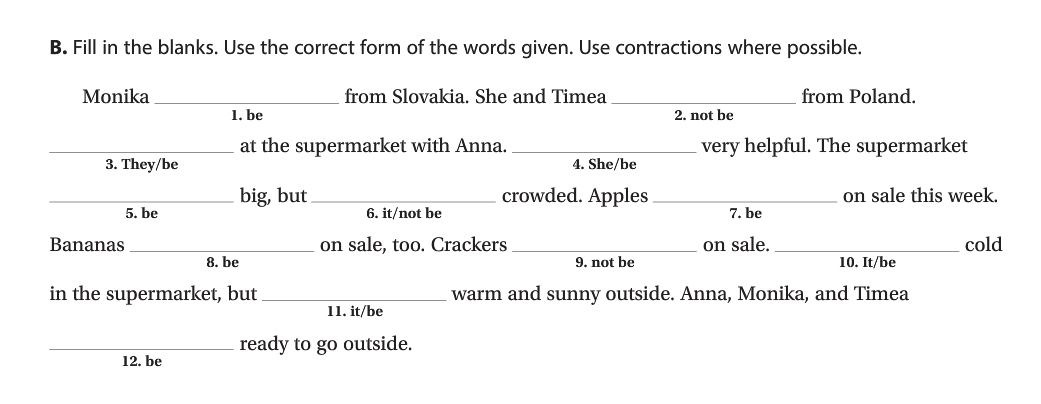 B. Fill in the blanks. Use the correct form of the words given. Use contractions where possible.
Monika ____________ from Slovakia. She and Timea ____________ from Poland.
1. be 2. not be
____________ at the supermarket with Anna. ____________ very helpful. The supermarket
3. They/be 4. She/be
____________ big, but ____________ crowded. Apples ____________ on sale this week.
5. be 6. it/not be 7. be
Bananas ____________ on sale, too. Crackers ____________ on sale. ____________ cold
8. be 9. not be 10. It/be
in the supermarket, but ____________ warm and sunny outside. Anna, Monika, and Timea
11. it/be
____________ ready to go outside.
12. be